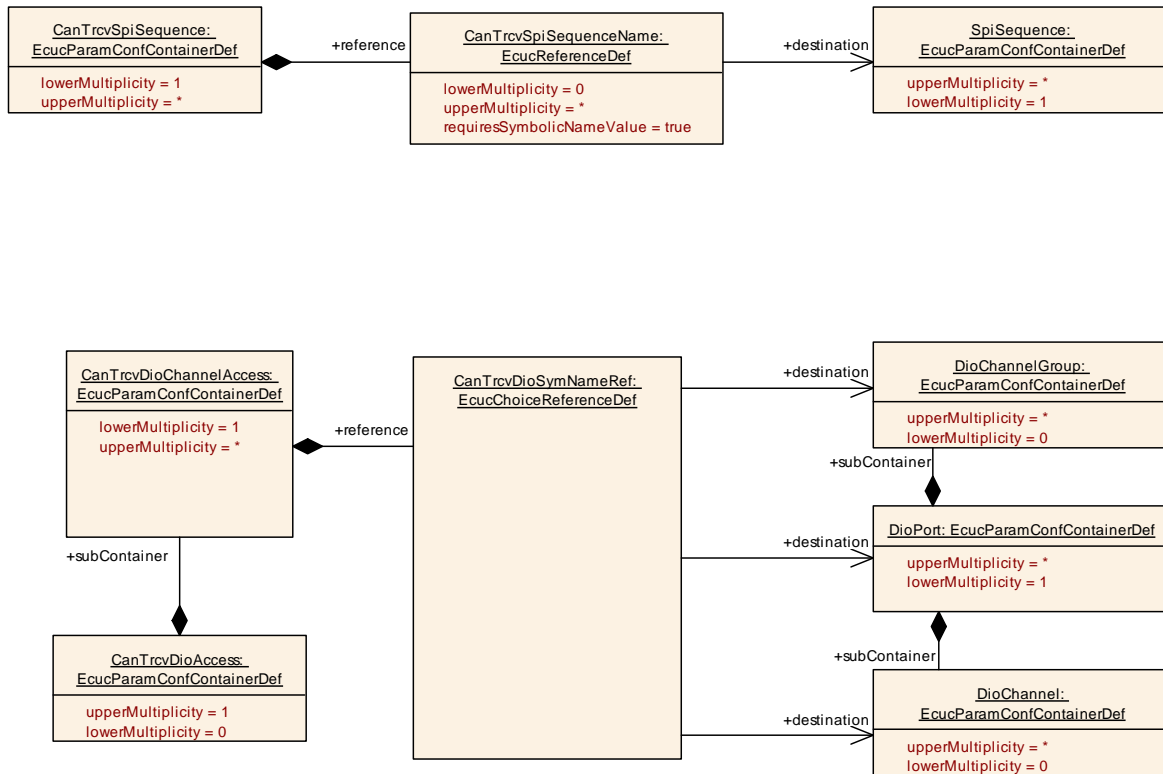 CanTrcvSpiSequence:
EcucParamConfContainerDef
lowerMultiplicity = 1
upperMultiplicity = *
+reference
CanTrcvSpiSequenceName:
EcucReferenceDef
lowerMultiplicity = 0
upperMultiplicity = *
requiresSymbolicNameValue = true
+destination
SpiSequence:
EcucParamConfContainerDef
upperMultiplicity = *
lowerMultiplicity = 1
CanTrcvDioChannelAccess:
EcucParamConfContainerDef
lowerMultiplicity = 1
upperMultiplicity = *
+reference
+subContainer
CanTrcvDioAccess:
EcucParamConfContainerDef
upperMultiplicity = 1
lowerMultiplicity = 0
CanTrcvDioSymNameRef:
EcucChoiceReferenceDef
+destination
DioChannelGroup:
EcucParamConfContainerDef
upperMultiplicity = *
lowerMultiplicity = 0
+subContainer
+destination
DioPort: EcucParamConfContainerDef
upperMultiplicity = *
lowerMultiplicity = 1
+subContainer
+destination
DioChannel:
EcucParamConfContainerDef
upperMultiplicity = *
lowerMultiplicity = 0